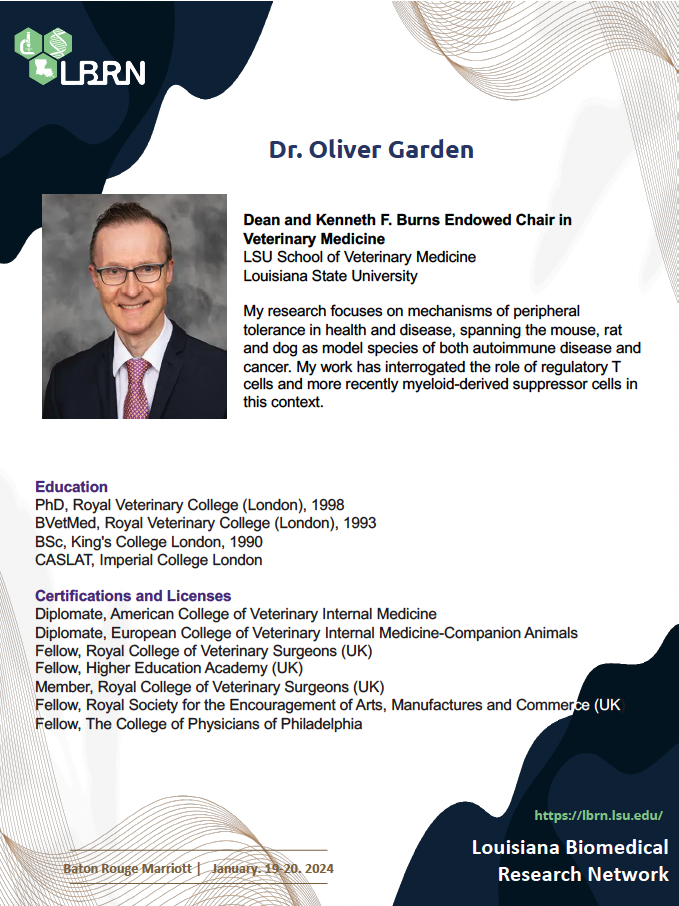 LBRN
Dr. Oliver Garden
Dean and Kenneth F. Burns Endowed Chair in
Veterinary Medicine
LSU School of Veterinary Medicine
Louisiana State University
My research focuses on mechanisms of peripheral
tolerance in health and disease, spanning the mouse, rat
and dog as model species of both autoimmune disease and
cancer. My work has interrogated the role of regulatory T
cells and more recently myeloid-derived suppressor cells in
this context.
Education
PhD, Royal Veterinary College (London), 1998
BVetMed, Royal Veterinary College (London), 1993
BSc, King's College London, 1990
CASLAT, Imperial College London
Certifications and Licenses
Diplomate, American College of Veterinary Internal Medicine
Diplomate, European College of Veterinary Internal Medicine-Companion Animals
Fellow, Royal College of Veterinary Surgeons (UK)
Fellow, Higher Education Academy (UK)
Member, Royal College of Veterinary Surgeons (UK)
Fellow, Royal Society for the Encouragement of Arts, Manufactures and Commerce (UK)
Fellow, The College of Physicians of Philadelphia
https://lbrn.lsu.edu/
Louisiana Biomedical
Research Network
Baton Rouge Marriott | January. 19-20. 2024